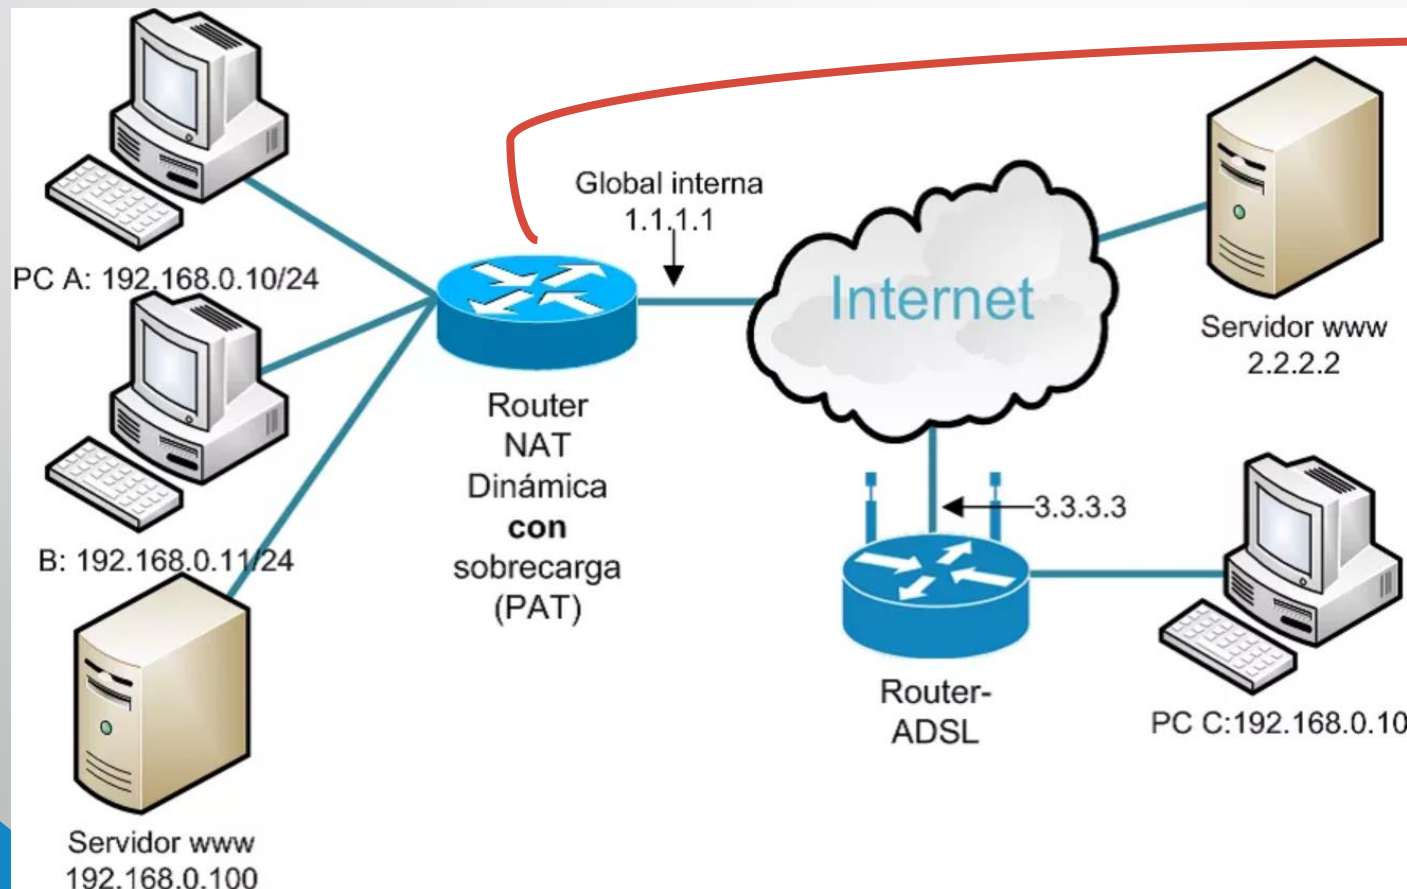 PC A: 192.168.0.10/24
B: 192.168.0.11/24
Servidor www
192.168.0.100
Router
NAT
Dinámica
con
sobrecarga
(PAT)
Global interna
1.1.1.1
Internet
Servidor www
2.2.2.2
3.3.3.3
Router-
ADSL
PC C:192.168.0.10